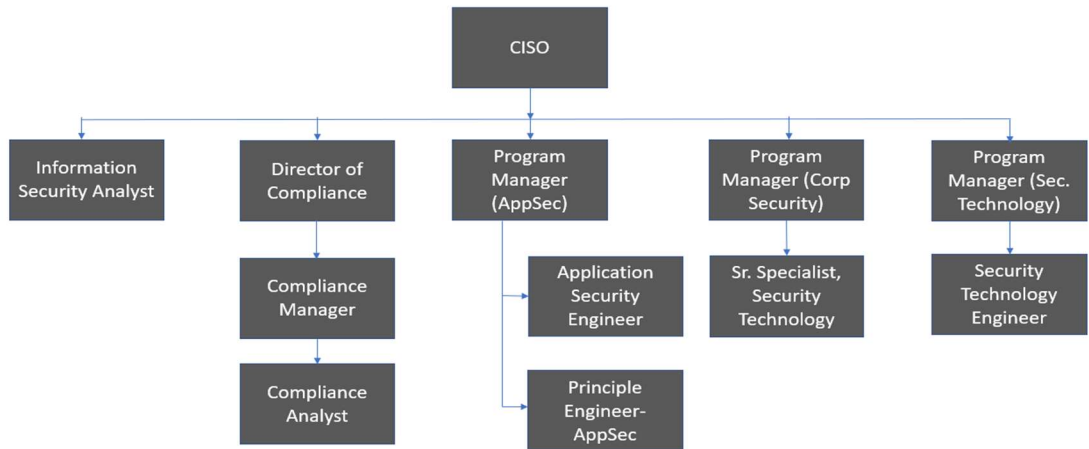 CISO
Information
Security Analyst
Director of
Compliance
Program
Manager
(AppSec)
Program
Manager (Corp
Security)
Program
Manager (Sec.
Technology)
Compliance
Manager
Application
Security
Engineer
Sr. Specialist,
Security
Technology
Security
Technology
Engineer
Compliance
Analyst
Principle
Engineer-
AppSec